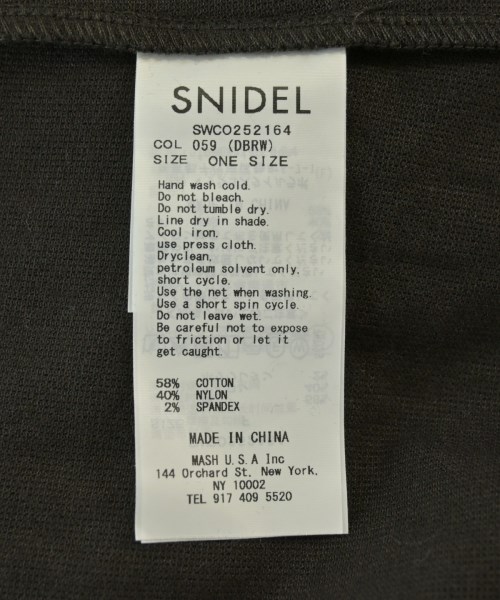 SNIDEL
SWCO252164
COL 059 (DBRW)
SIZE ONE SIZE
Hand wash cold.
Do not bleach.
Do not tumble dry.
Line dry in shade.
Cool iron,
use press cloth.
Dryclean,
petroleum solvent only,
short cycle.
Use the net when washing.
Use a short spin cycle.
Do not leave wet.
Be careful not to expose
to friction or let it
get caught.
58% COTTON
40% NYLON
2% SPANDEX
MADE IN CHINA
MASH U.S.A Inc
144 Orchard St. New York,
NY 10002
TEL 917 409 5520